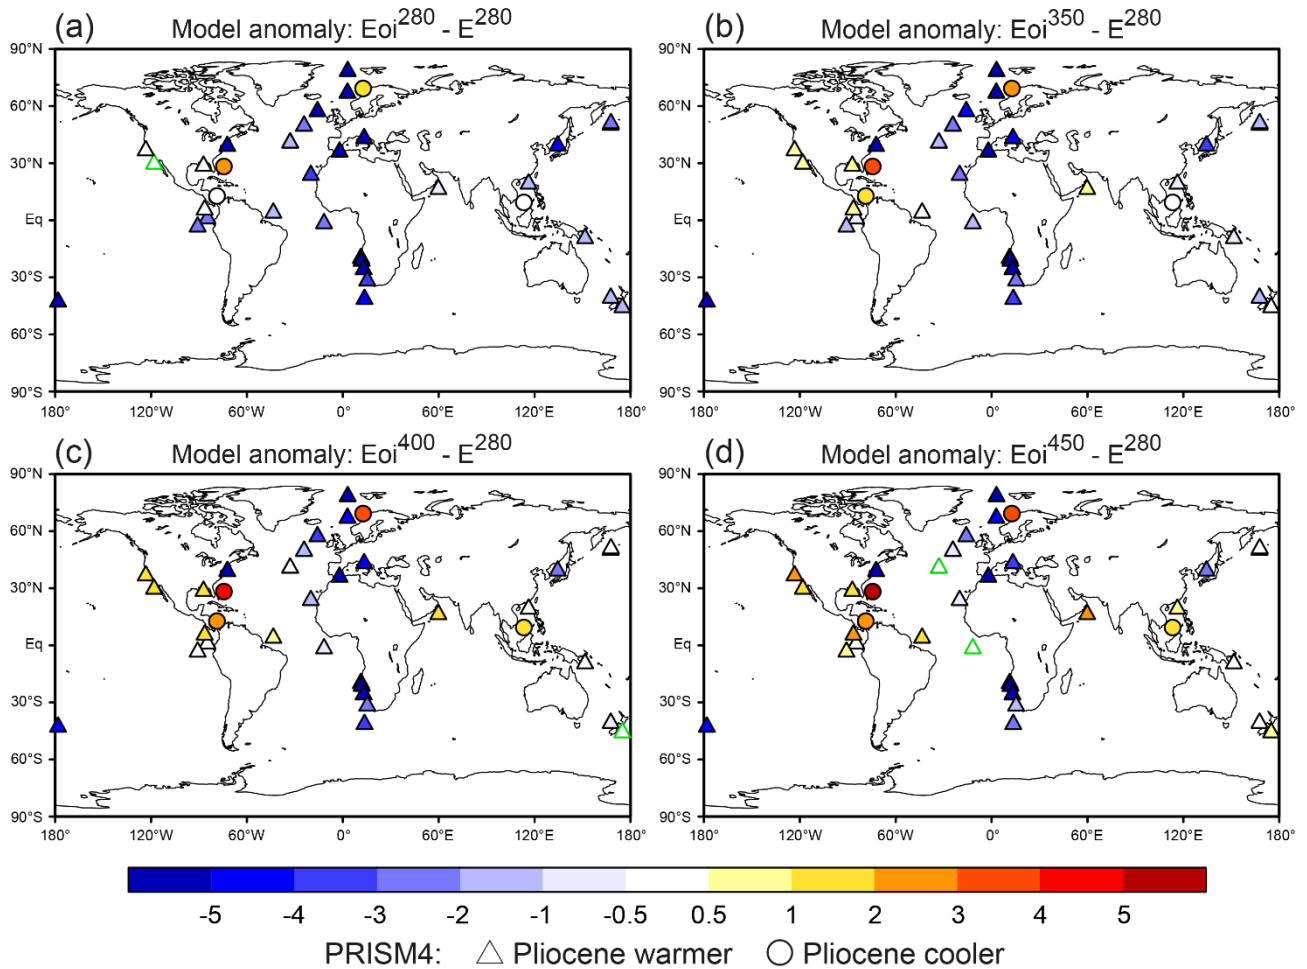 (a) Model anomaly: Eoi280 - E280
(b) Model anomaly: Eoi350 - E280
90°N 90°N
60°N 60°N
30°N 30°N
Eq Eq
30°S 30°S
60°S 60°S
90°S 90°S
180° 120°W 60°W 0° 60°E 120°E 180° 180° 120°W 60°W 0° 60°E 120°E 180°
(c) Model anomaly: Eoi400 - E280
(d) Model anomaly: Eoi450 - E280
90°N 90°N
60°N 60°N
30°N 30°N
Eq Eq
30°S 30°S
60°S 60°S
90°S 90°S
180° 120°W 60°W 0° 60°E 120°E 180° 180° 120°W 60°W 0° 60°E 120°E 180°
-5 -4 -3 -2 -1 -0.5 0.5 1 2 3 4 5
PRISM4: Pliocene warmer Pliocene cooler